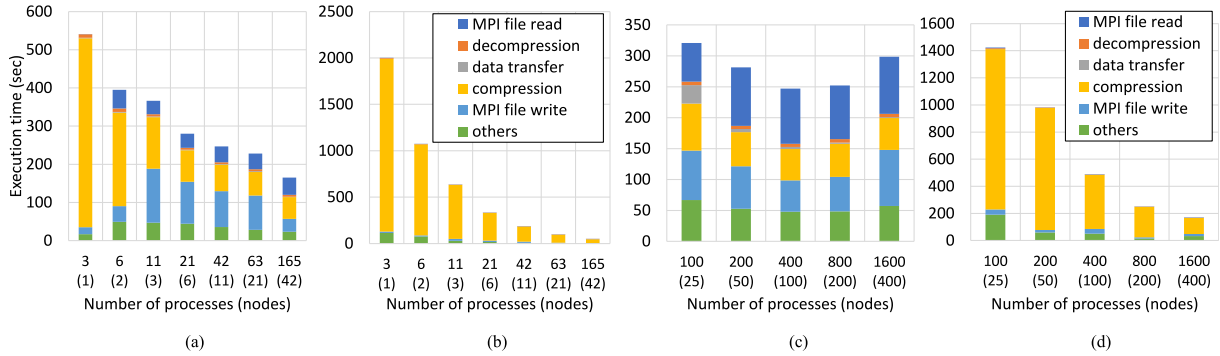 600
500
400
300
200
100
0
Execution time (sec)
3 6 11 21 42 63 165
(1) (2) (3) (6) (11) (21) (42)
Number of processes (nodes)
(a)
2500
2000
1500
1000
500
0
MPI file read
decompression
data transfer
compression
MPI file write
others
3 6 11 21 42 63 165
(1) (2) (3) (6) (11) (21) (42)
Number of processes (nodes)
(b)
350
300
250
200
150
100
50
0
100 200 400 800 1600
(25) (50) (100) (200) (400)
Number of processes (nodes)
(c)
1600
1400
1200
1000
800
600
400
200
0
MPI file read
decompression
data transfer
compression
MPI file write
others
100 200 400 800 1600
(25) (50) (100) (200) (400)
Number of processes (nodes)
(d)